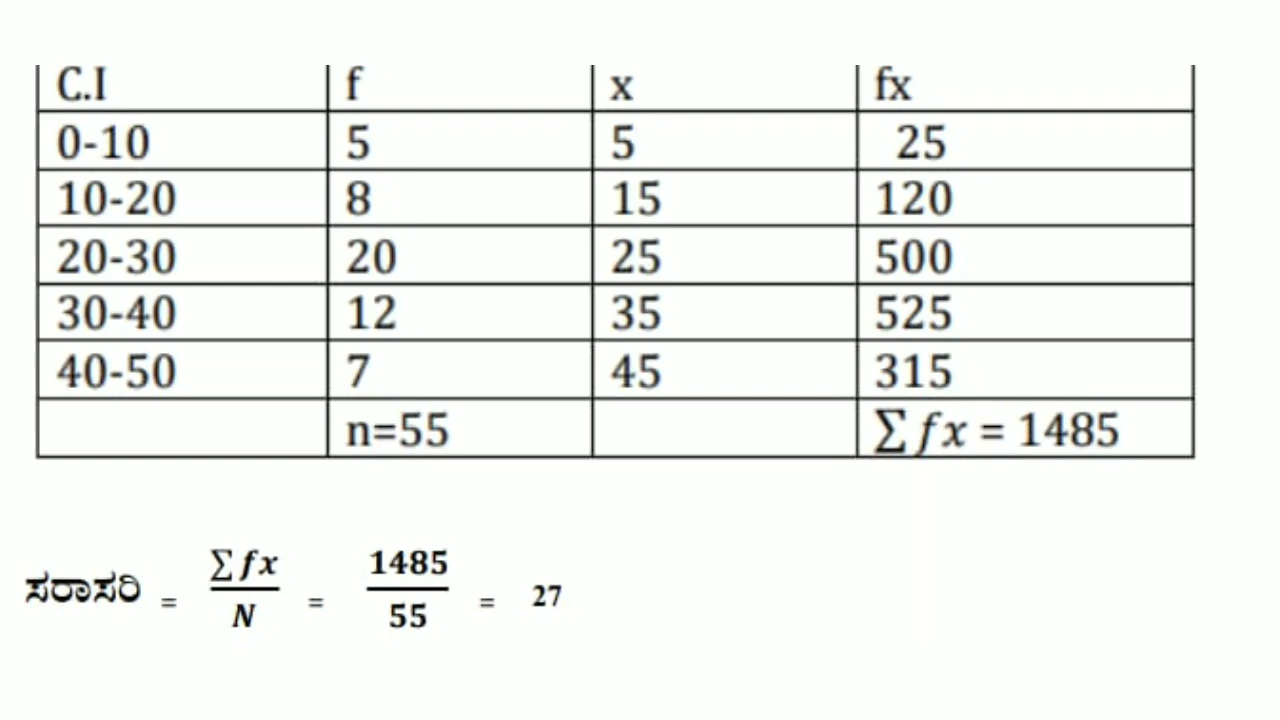 C.I f x fx
0-10 5 5 25
10-20 8 15 120
20-30 20 25 500
30-40 12 35 525
40-50 7 45 315
n=55 ∑ fx = 1485
ಸರಾಸರಿ = ∑ fx / N = 1485 / 55 = 27